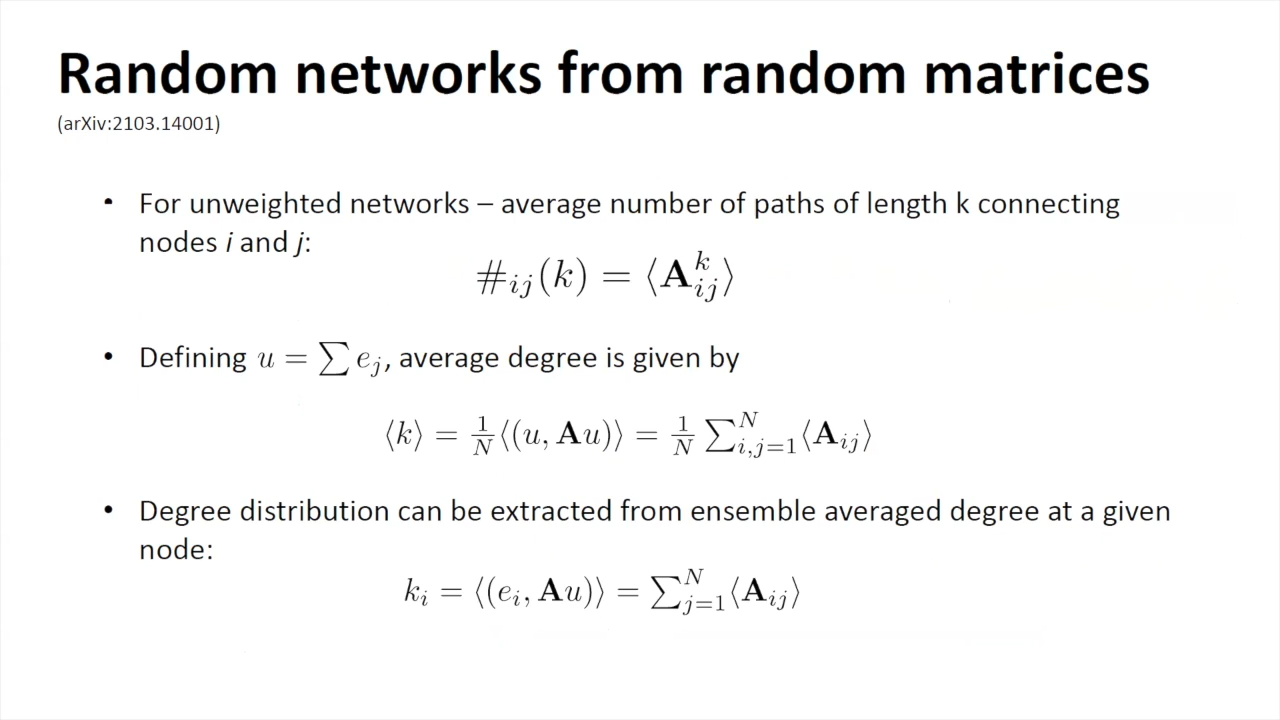 Random networks from random matrices
(arXiv:2103.14001)
• For unweighted networks – average number of paths of length k connecting
nodes i and j:
#_{ij}(k) = ⟨𝐀^k_{ij}⟩
• Defining u = ∑ e_j, average degree is given by
⟨k⟩ = \frac{1}{N}⟨(u, 𝐀u)⟩ = \frac{1}{N} ∑^N_{i,j=1}⟨𝐀_{ij}⟩
• Degree distribution can be extracted from ensemble averaged degree at a given
node:
k_i = ⟨(e_i, 𝐀u)⟩ = ∑^N_{j=1}⟨𝐀_{ij}⟩